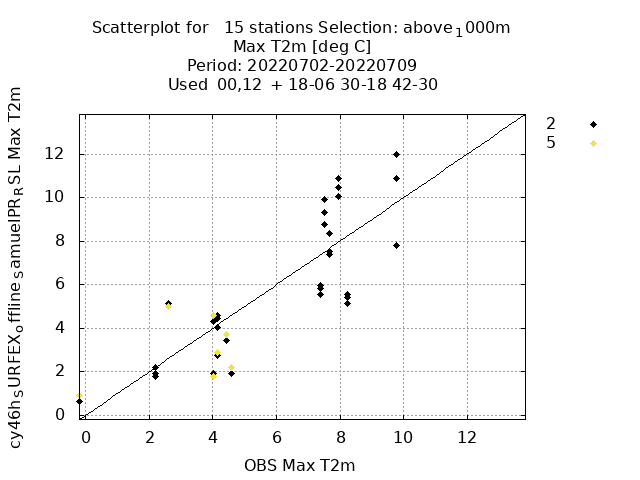 Scatterplot for   15 stations Selection: above₁000m
Max T2m [deg C]
Period: 20220702-20220709
Used  00,12  + 18-06 30-18 42-30
cy46hₛURFEXₒffline ₛamuelPRᵣSL Max T2m
2
5
12
10
8
6
4
2
0
0 2 4 6 8 10 12
OBS Max T2m